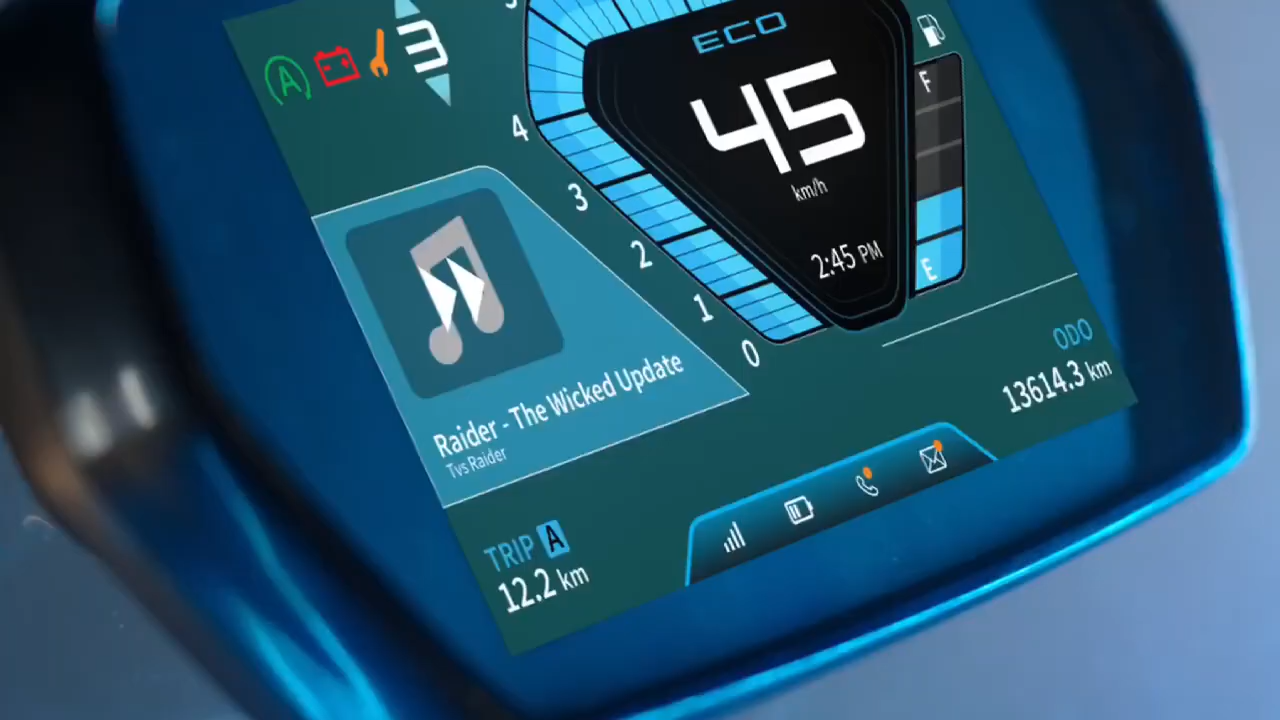 A
3
ECO
45
km/h
2:45 PM
F
E
4
3
2
1
0
Raider - The Wicked Update
Tvs Raider
ODO
13614.3 km
TRIP A
12.2 km